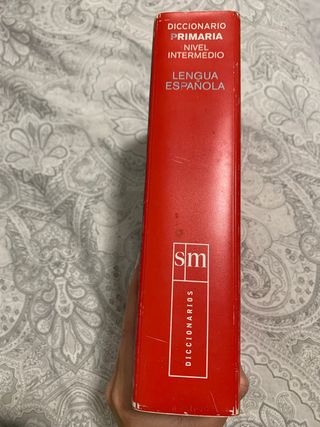 DICCIONARIO
PRIMARIA
NIVEL
INTERMEDIO
LENGUA
ESPAÑOLA
sm
DICCIONARIOS